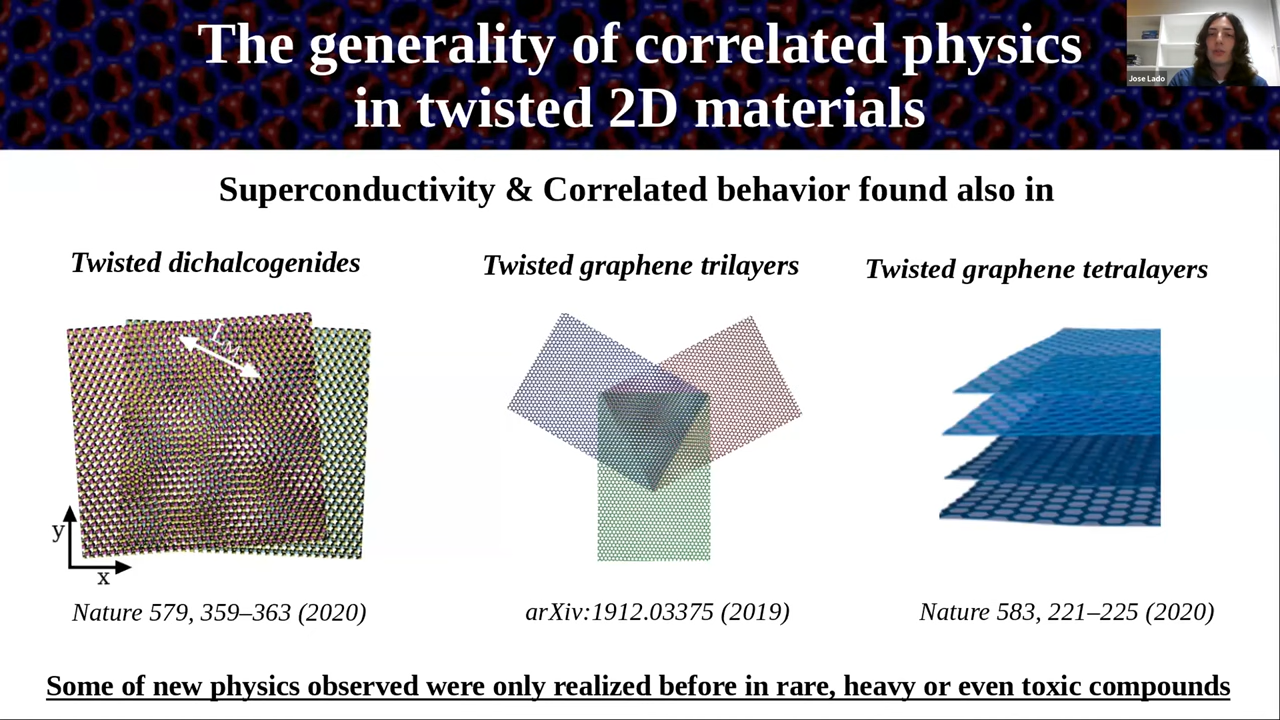 The generality of correlated physics
in twisted 2D materials
Jose Lado
Superconductivity & Correlated behavior found also in
Twisted dichalcogenides
Twisted graphene trilayers
Twisted graphene tetralayers
L_M
y
x
Nature 579, 359–363 (2020)
arXiv:1912.03375 (2019)
Nature 583, 221–225 (2020)
Some of new physics observed were only realized before in rare, heavy or even toxic compounds